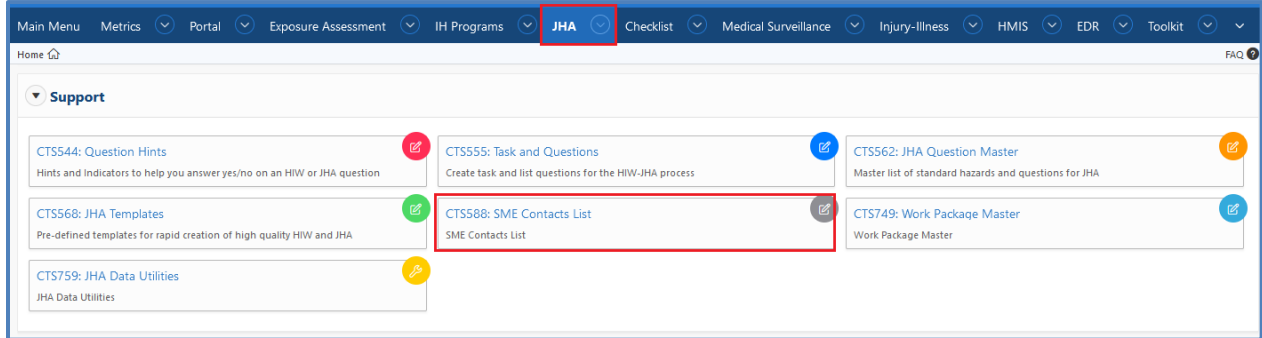 Main Menu Metrics Portal Exposure Assessment IH Programs JHA Checklist Medical Surveillance Injury-Illness HMIS EDR Toolkit
Home FAQ
Support
CTS544: Question Hints
Hints and Indicators to help you answer yes/no on an HIW or JHA question
CTS555: Task and Questions
Create task and list questions for the HIW-JHA process
CTS562: JHA Question Master
Master list of standard hazards and questions for JHA
CTS568: JHA Templates
Pre-defined templates for rapid creation of high quality HIW and JHA
CTS588: SME Contacts List
SME Contacts List
CTS749: Work Package Master
Work Package Master
CTS759: JHA Data Utilities
JHA Data Utilities